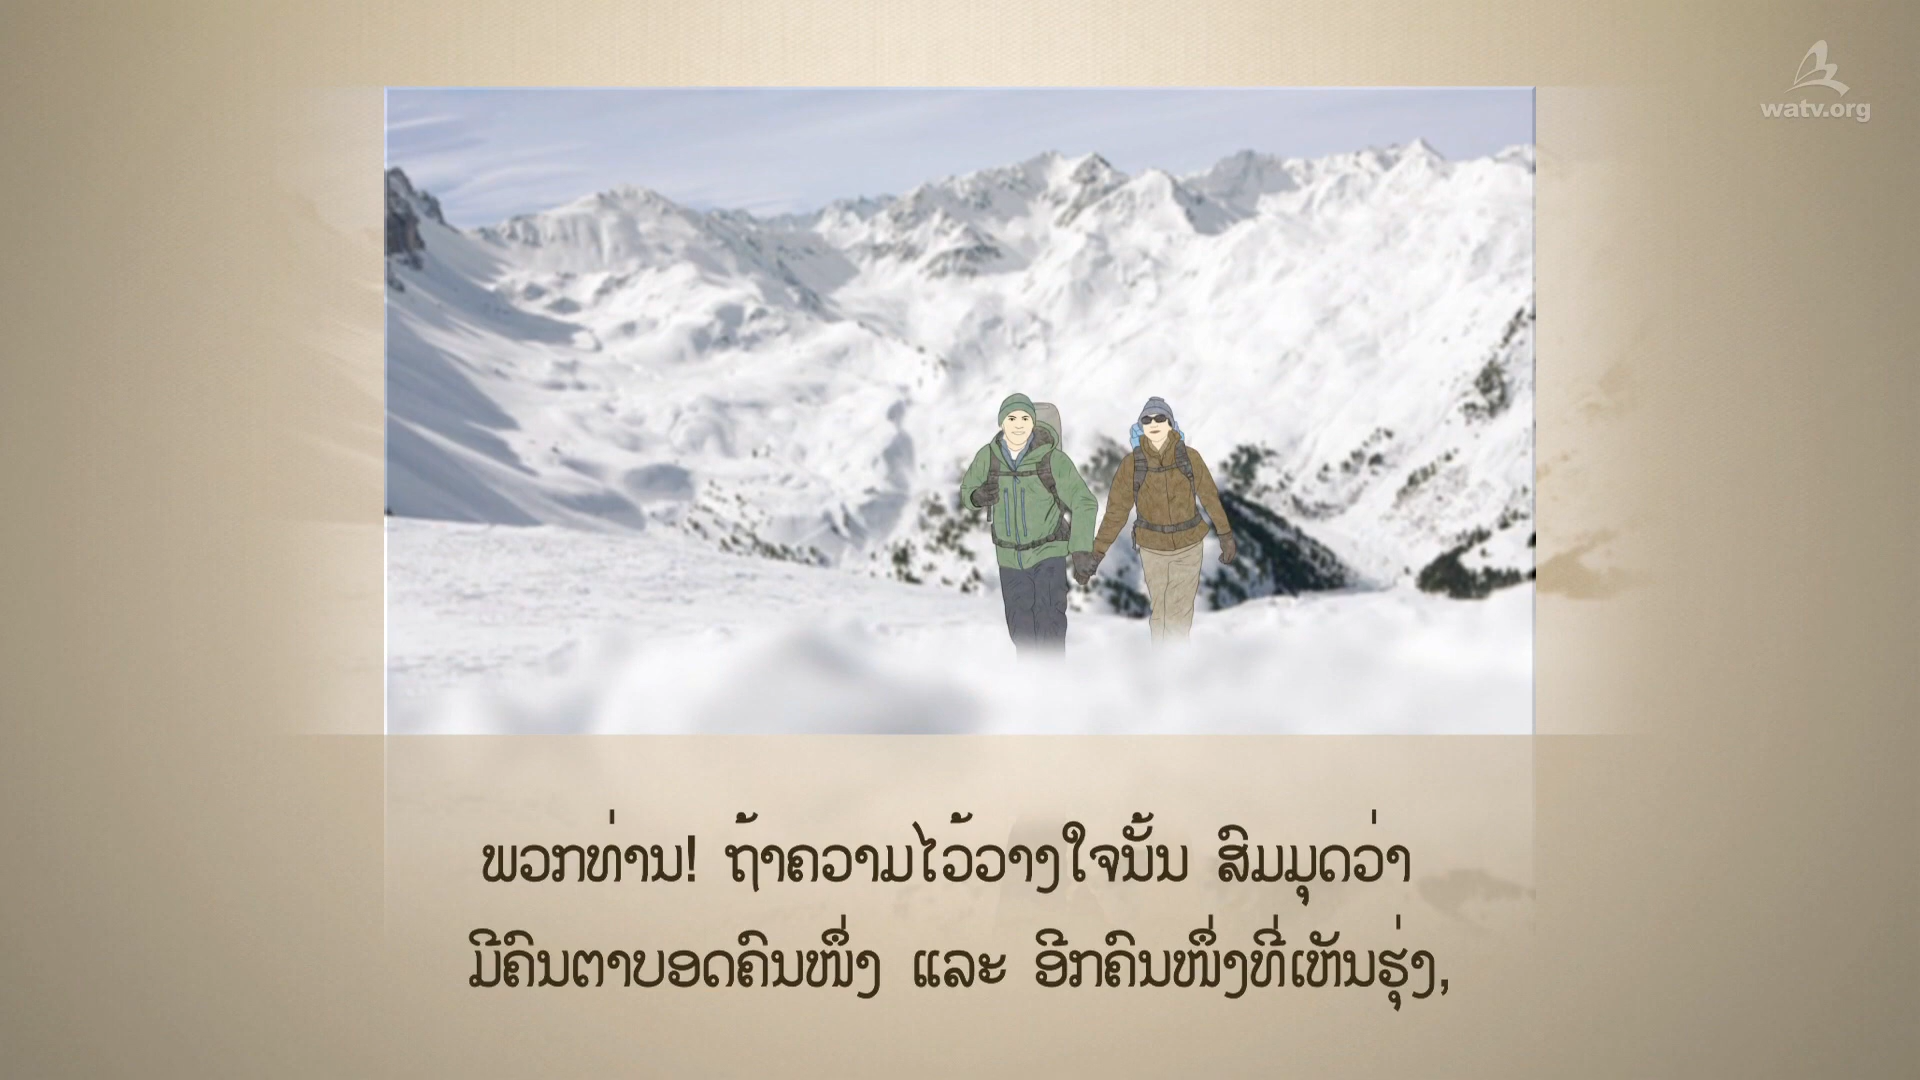 watv.org
ພວກທ່ານ! ຖ້າຄວາມໄວ້ວາງໃຈນັ້ນ ສົມມຸດວ່າ
ມີຄົນຕາບອດຄົນໜຶ່ງ ແລະ ອີກຄົນໜຶ່ງທີ່ເຫັນຮຸ່ງ,